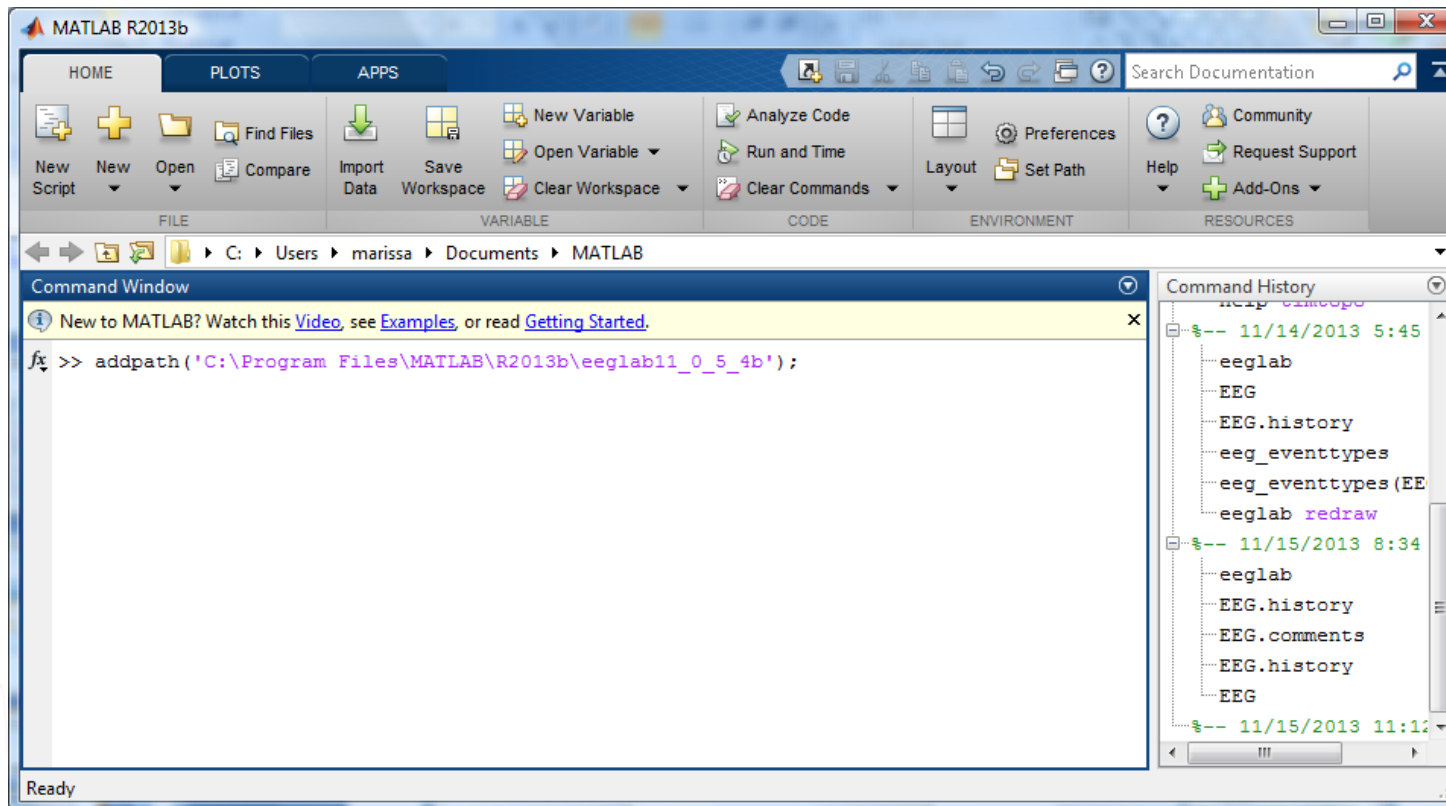 MATLAB R2013b
HOME PLOTS APPS
Search Documentation
New Script
New
Open
Find Files
Compare
FILE
Import Data
Save Workspace
New Variable
Open Variable
Clear Workspace
VARIABLE
Analyze Code
Run and Time
Clear Commands
CODE
Layout
Preferences
Set Path
ENVIRONMENT
Help
Community
Request Support
Add-Ons
RESOURCES
C: Users marissa Documents MATLAB
Command Window
New to MATLAB? Watch this Video, see Examples, or read Getting Started.
fx >> addpath('C:\Program Files\MATLAB\R2013b\eeglab11_0_5_4b');
Command History
%-- 11/14/2013 5:45
eeglab
EEG
EEG.history
eeg_eventtypes
eeg_eventtypes(EE
eeglab redraw
%-- 11/15/2013 8:34
eeglab
EEG.history
EEG.comments
EEG.history
EEG
%-- 11/15/2013 11:12
Ready